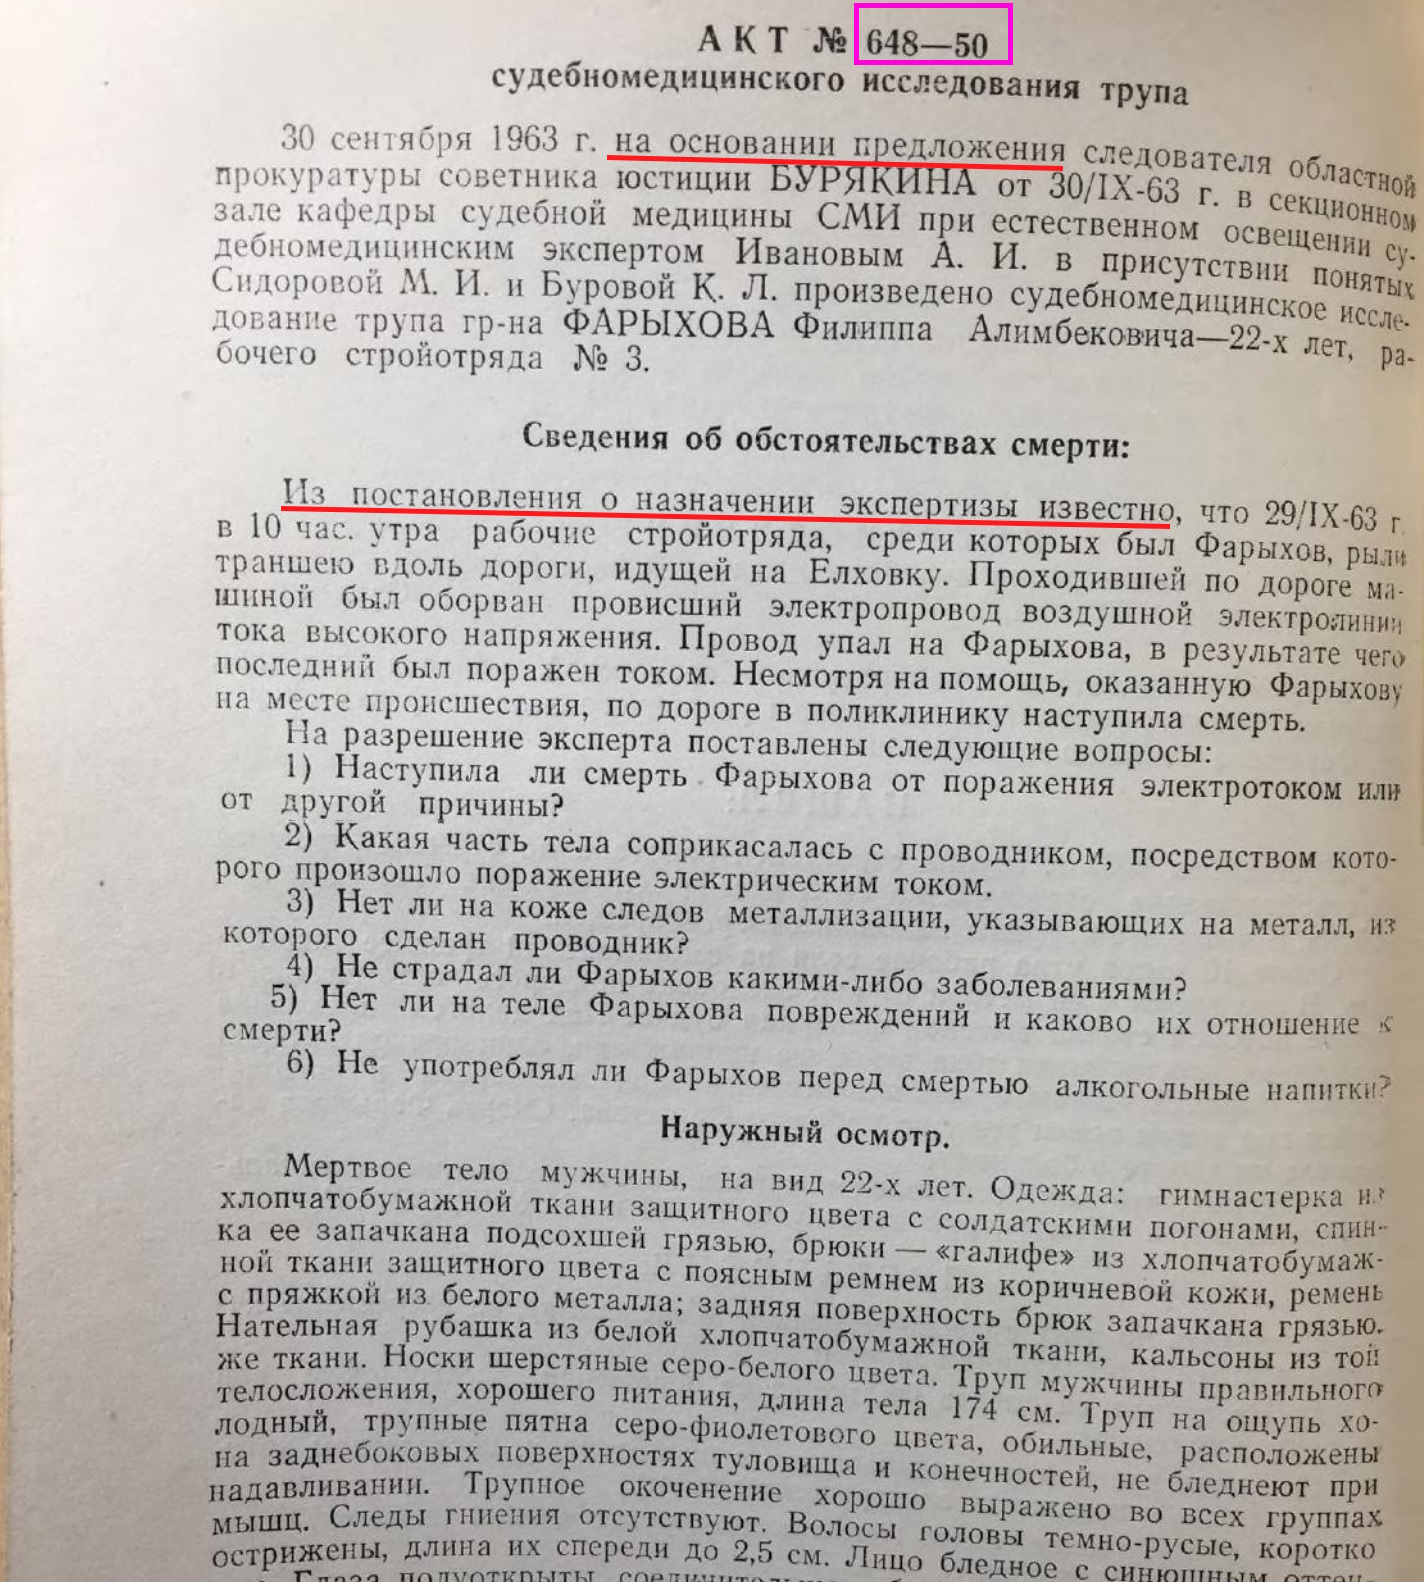 АКТ № 648—50
судебномедицинского исследования трупа
30 сентября 1963 г. на основании предложения следователя областной
прокуратуры советника юстиции БУРЯКИНА от 30/IX-63 г. в секционном
зале кафедры судебной медицины СМИ при естественном освещении су-
дебномедицинским экспертом Ивановым А. И. в присутствии понятых
Сидоровой М. И. и Буровой К. Л. произведено судебномедицинское иссле-
дование трупа гр-на ФАРЫХОВА Филиппа Алимбековича—22-х лет, ра-
бочего стройотряда № 3.
Сведения об обстоятельствах смерти:
Из постановления о назначении экспертизы известно, что 29/IX-63 г.
в 10 час. утра рабочие стройотряда, среди которых был Фарыхов, рыли
траншею вдоль дороги, идущей на Елховку. Проходившей по дороге ма-
шиной был оборван провисший электропровод воздушной электролинии
тока высокого напряжения. Провод упал на Фарыхова, в результате чего
последний был поражен током. Несмотря на помощь, оказанную Фарыхову
на месте происшествия, по дороге в поликлинику наступила смерть.
На разрешение эксперта поставлены следующие вопросы:
1) Наступила ли смерть Фарыхова от поражения электротоком или
от другой причины?
2) Какая часть тела соприкасалась с проводником, посредством кото-
рого произошло поражение электрическим током.
3) Нет ли на коже следов металлизации, указывающих на металл, из
которого сделан проводник?
4) Не страдал ли Фарыхов какими-либо заболеваниями?
5) Нет ли на теле Фарыхова повреждений и каково их отношение к
смерти?
6) Не употреблял ли Фарыхов перед смертью алкогольные напитки?
Наружный осмотр.
Мертвое тело мужчины, на вид 22-х лет. Одежда: гимнастерка из
хлопчатобумажной ткани защитного цвета с солдатскими погонами, спин-
ка ее запачкана подсохшей грязью, брюки — «галифе» из хлопчатобумаж-
ной ткани защитного цвета с поясным ремнем из коричневой кожи, ремень
с пряжкой из белого металла; задняя поверхность брюк запачкана грязью.
Нательная рубашка из белой хлопчатобумажной ткани, кальсоны из той
же ткани. Носки шерстяные серо-белого цвета. Труп мужчины правильного
телосложения, хорошего питания, длина тела 174 см. Труп на ощупь хо-
лодный, трупные пятна серо-фиолетового цвета, обильные, расположены
на заднебоковых поверхностях туловища и конечностей, не бледнеют при
надавливании. Трупное окоченение хорошо выражено во всех группах
мышц. Следы гниения отсутствуют. Волосы головы темно-русые, коротко
острижены, длина их спереди до 2,5 см. Лицо бледное с синюшным оттен-
Глаза полуоткрыты,